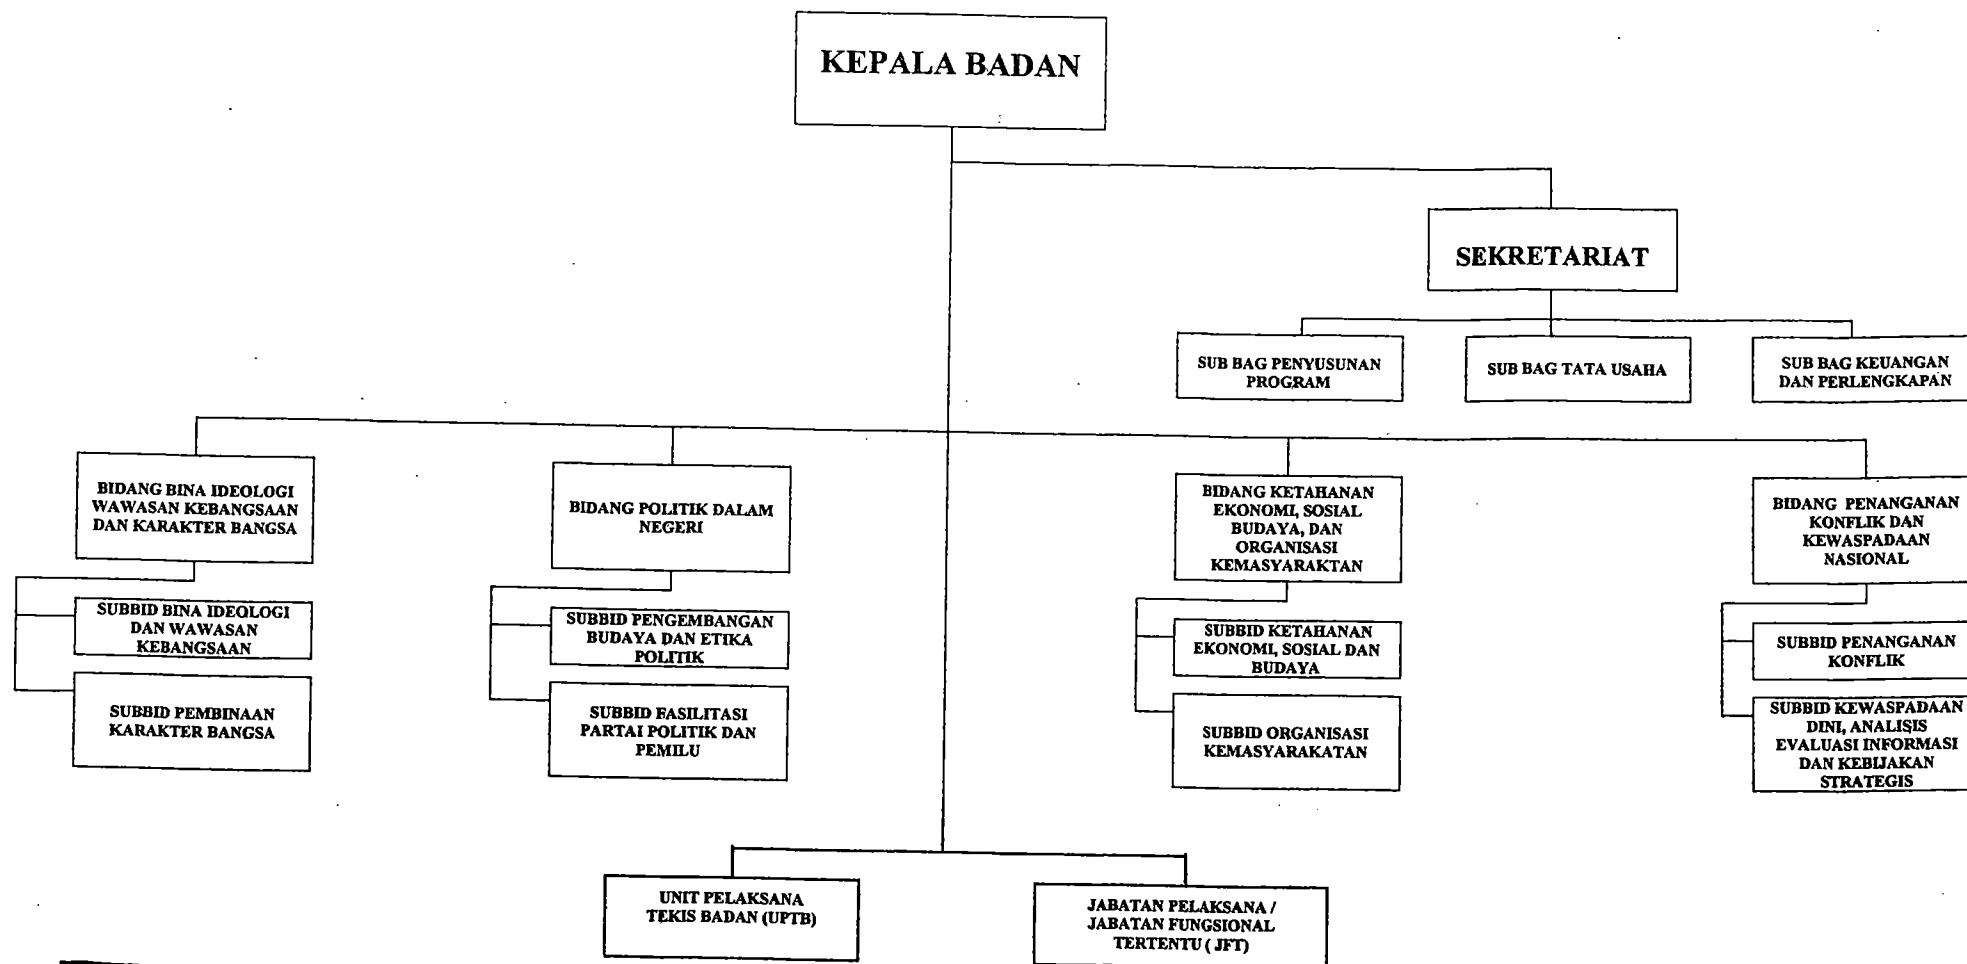 KEPALA BADAN
SEKRETARIAT
SUB BAG PENYUSUNAN
PROGRAM
SUB BAG TATA USAHA
SUB BAG KEUANGAN
DAN PERLENGKAPAN
BIDANG BINA IDEOLOGI
WAWASAN KEBANGSAAN
DAN KARAKTER BANGSA
BIDANG POLITIK DALAM
NEGERI
BIDANG KETAHANAN
EKONOMI, SOSIAL
BUDAYA, DAN
ORGANISASI
KEMASYARAKTAN
BIDANG PENANGANAN
KONFLIK DAN
KEWASPADAAN
NASIONAL
SUBBID BINA IDEOLOGI
DAN WAWASAN
KEBANGSAAN
SUBBID PENGEMBANGAN
BUDAYA DAN ETIKA
POLITIK
SUBBID KETAHANAN
EKONOMI, SOSIAL DAN
BUDAYA
SUBBID PENANGANAN
KONFLIK
SUBBID PEMBINAAN
KARAKTER BANGSA
SUBBID FASILITASI
PARTAI POLITIK DAN
PEMILU
SUBBID ORGANISASI
KEMASYARAKATAN
SUBBID KEWASPADAAN
DINI, ANALISIS
EVALUASI INFORMASI
DAN KEBIJAKAN
STRATEGIS
UNIT PELAKSANA
TEKIS BADAN (UPTB)
JABATAN PELAKSANA /
JABATAN FUNGSIONAL
TERTENTU ( JFT)